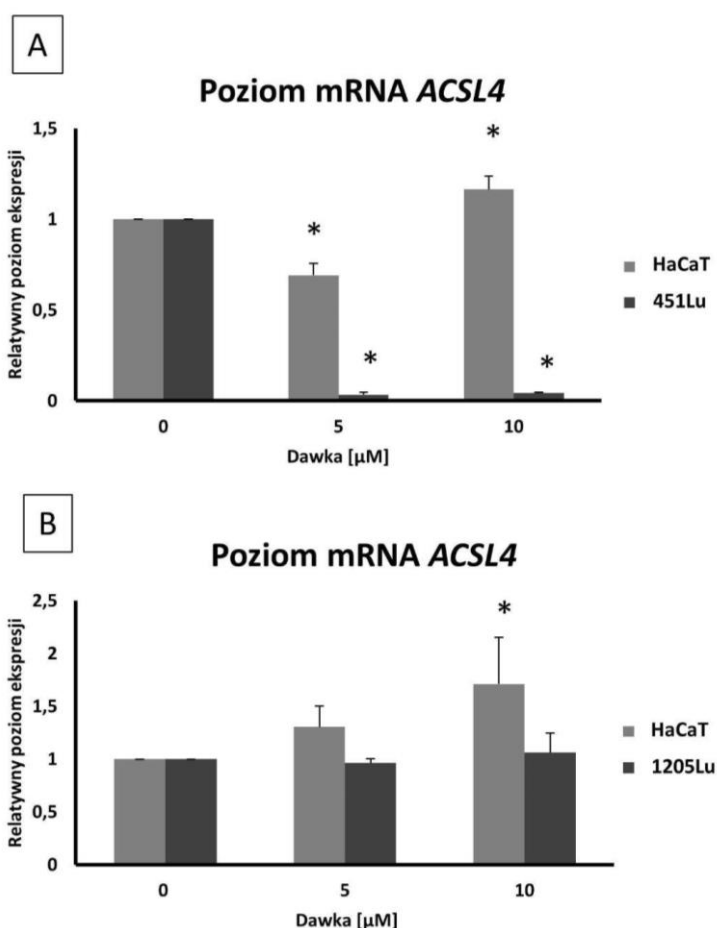 A
Poziom mRNA ACSL4
Relatywny poziom ekspresji
1,5
1
0,5
0
*
*
*
*
HaCaT
451Lu
0 5 10
Dawka [µM]
B
Poziom mRNA ACSL4
Relatywny poziom ekspresji
2,5
2
1,5
1
0,5
0
*
HaCaT
1205Lu
0 5 10
Dawka [µM]